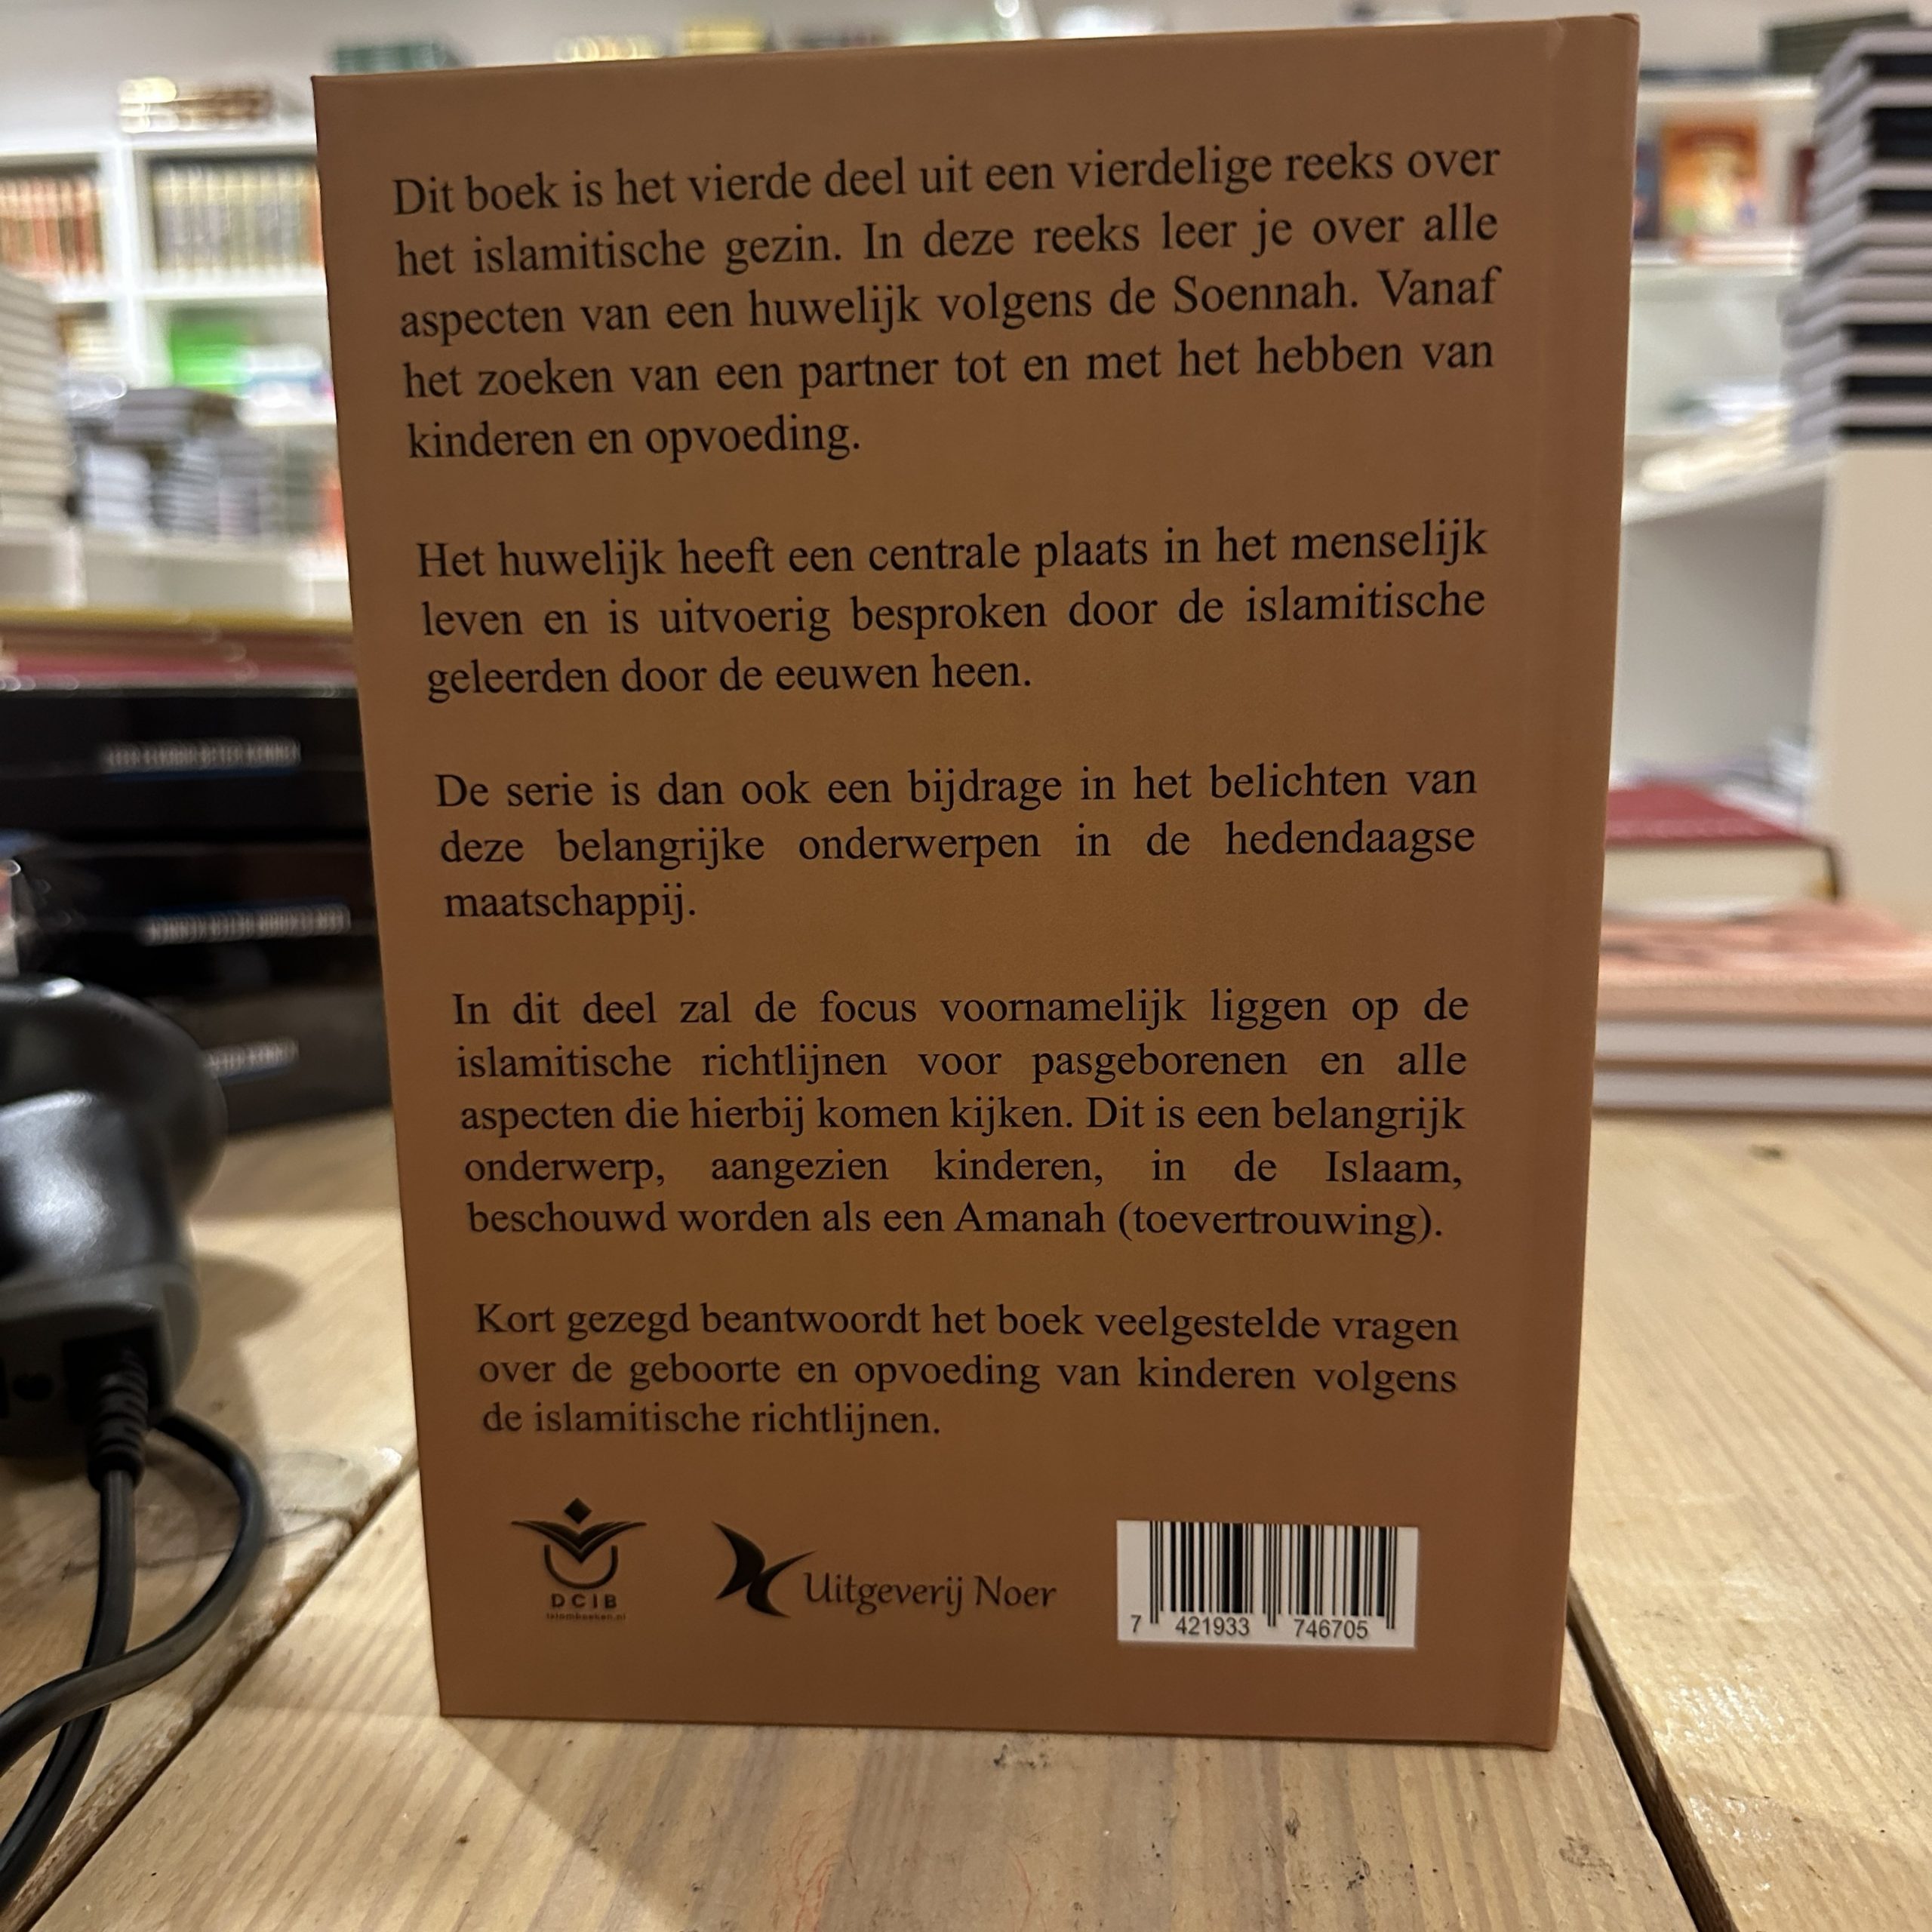 Dit boek is het vierde deel uit een vierdelige reeks over
het islamitische gezin. In deze reeks leer je over alle
aspecten van een huwelijk volgens de Soennah. Vanaf
het zoeken van een partner tot en met het hebben van
kinderen en opvoeding.
Het huwelijk heeft een centrale plaats in het menselijk
leven en is uitvoerig besproken door de islamitische
geleerden door de eeuwen heen.
De serie is dan ook een bijdrage in het belichten van
deze belangrijke onderwerpen in de hedendaagse
maatschappij.
In dit deel zal de focus voornamelijk liggen op de
islamitische richtlijnen voor pasgeborenen en alle
aspecten die hierbij komen kijken. Dit is een belangrijk
onderwerp, aangezien kinderen, in de Islaam,
beschouwd worden als een Amanah (toevertrouwing).
Kort gezegd beantwoordt het boek veelgestelde vragen
over de geboorte en opvoeding van kinderen volgens
de islamitische richtlijnen.
DCIB
islamboeken.nl
Uitgeverij Noer
7 421933 746705